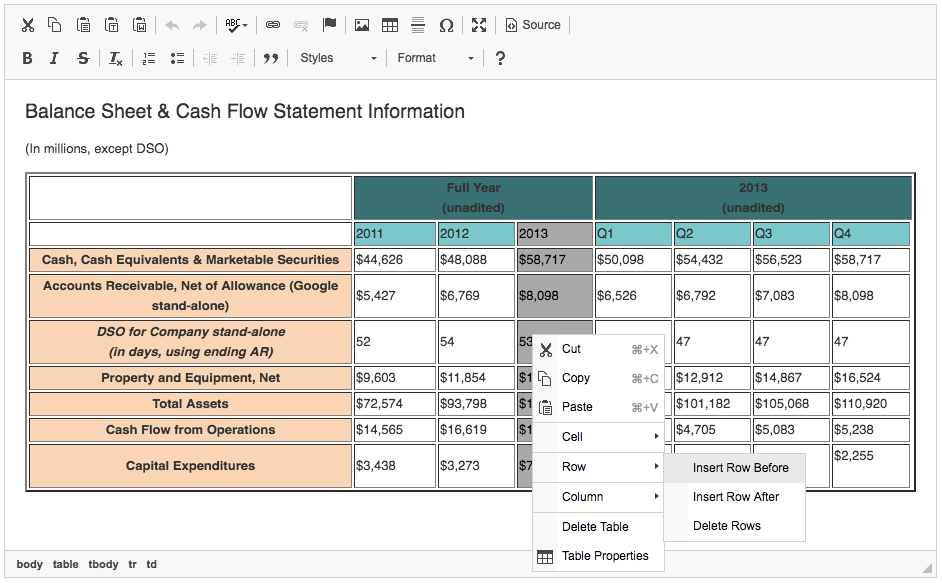 ABC
Source
B I S Tx
Styles Format ?
Balance Sheet & Cash Flow Statement Information
(In millions, except DSO)
Full Year
(unadited)
2013
(unadited)
2011 2012 2013 Q1 Q2 Q3 Q4
Cash, Cash Equivalents & Marketable Securities $44,626 $48,088 $58,717 $50,098 $54,432 $56,523 $58,717
Accounts Receivable, Net of Allowance (Google
stand-alone)
$5,427 $6,769 $8,098 $6,526 $6,792 $7,083 $8,098
DSO for Company stand-alone
(in days, using ending AR)
52 54 53 47 47 47
Property and Equipment, Net $9,603 $11,854 $1 $12,912 $14,867 $16,524
Total Assets $72,574 $93,798 $1 $101,182 $105,068 $110,920
Cash Flow from Operations $14,565 $16,619 $1 $4,705 $5,083 $5,238
Capital Expenditures $3,438 $3,273 $7 $2,255
Cut ⌘+X
Copy ⌘+C
Paste ⌘+V
Cell
Row
Column
Delete Table
Table Properties
Insert Row Before
Insert Row After
Delete Rows
body table tbody tr td